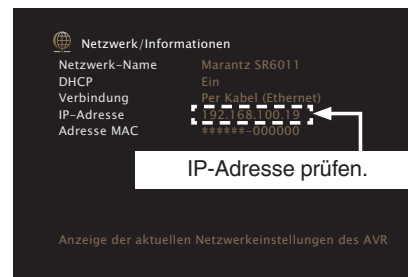 Netzwerk/Informationen
Netzwerk-Name Marantz SR6011
DHCP Ein
Verbindung Per Kabel (Ethernet)
IP-Adresse 192.168.100.19
Adresse MAC ******-000000
IP-Adresse prüfen.
Anzeige der aktuellen Netzwerkeinstellungen des AVR